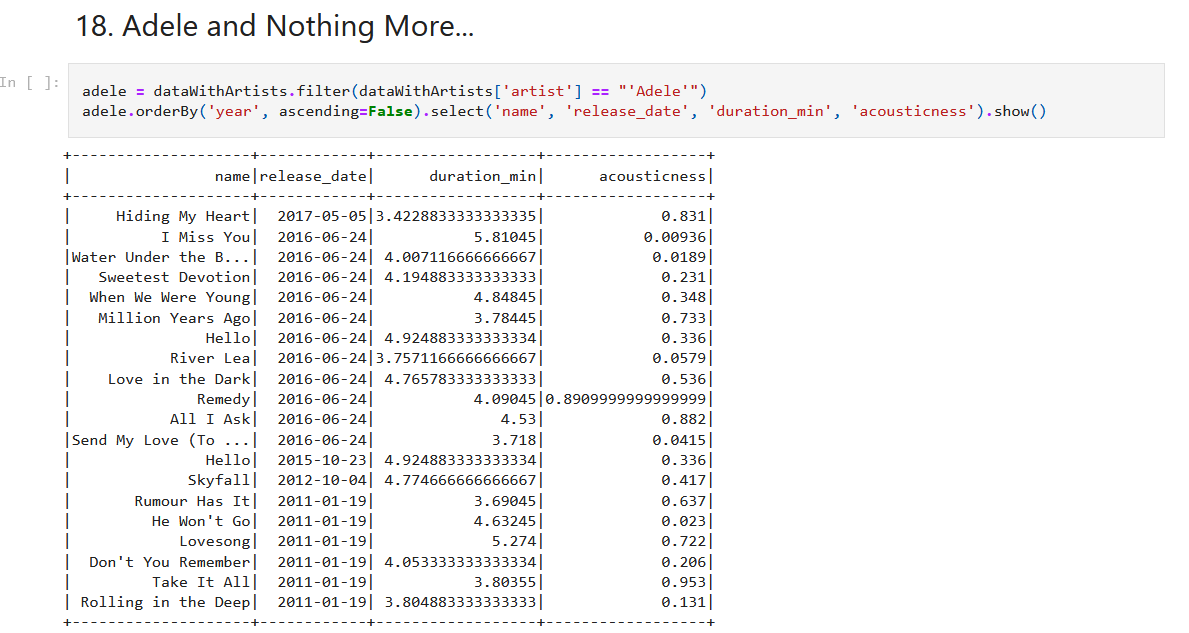 18. Adele and Nothing More...
In [ ]:
adele = dataWithArtists.filter(dataWithArtists['artist'] == "'Adele'")
adele.orderBy('year', ascending=False).select('name', 'release_date', 'duration_min', 'acousticness').show()
+--------------------+------------+------------------+------------------+
|                name|release_date|      duration_min|      acousticness|
+--------------------+------------+------------------+------------------+
|     Hiding My Heart|  2017-05-05|3.4228833333333335|             0.831|
|          I Miss You|  2016-06-24|           5.81045|           0.00936|
|Water Under the B...|  2016-06-24| 4.007116666666667|            0.0189|
|   Sweetest Devotion|  2016-06-24| 4.194883333333333|             0.231|
|  When We Were Young|  2016-06-24|           4.84845|             0.348|
|   Million Years Ago|  2016-06-24|           3.78445|             0.733|
|               Hello|  2016-06-24| 4.924883333333334|             0.336|
|           River Lea|  2016-06-24|3.7571166666666667|            0.0579|
|    Love in the Dark|  2016-06-24| 4.765783333333333|             0.536|
|              Remedy|  2016-06-24|           4.09045|0.8909999999999999|
|           All I Ask|  2016-06-24|              4.53|             0.882|
|Send My Love (To ...|  2016-06-24|             3.718|            0.0415|
|               Hello|  2015-10-23| 4.924883333333334|             0.336|
|             Skyfall|  2012-10-04| 4.774666666666667|             0.417|
|       Rumour Has It|  2011-01-19|           3.69045|             0.637|
|         He Won't Go|  2011-01-19|           4.63245|             0.023|
|            Lovesong|  2011-01-19|             5.274|             0.722|
|  Don't You Remember|  2011-01-19| 4.053333333333334|             0.206|
|         Take It All|  2011-01-19|           3.80355|             0.953|
| Rolling in the Deep|  2011-01-19| 3.804883333333333|             0.131|
+--------------------+------------+------------------+------------------+